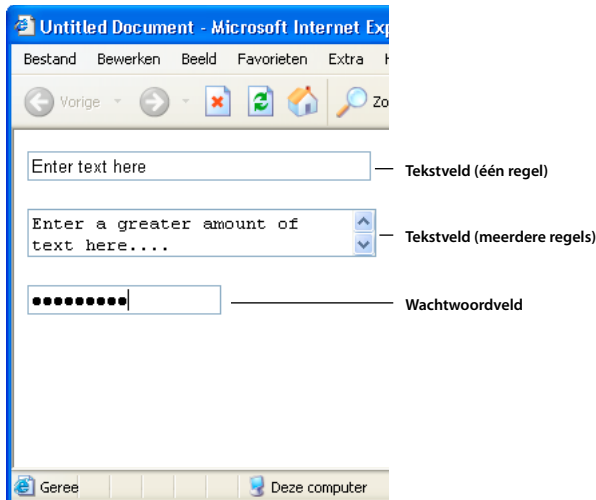 Untitled Document - Microsoft Internet Exp
Bestand Bewerken Beeld Favorieten Extra
Vorige Zo
Enter text here
Tekstveld (één regel)
Enter a greater amount of
text here....
Tekstveld (meerdere regels)
●●●●●●●●●
Wachtwoordveld
Geree Deze computer